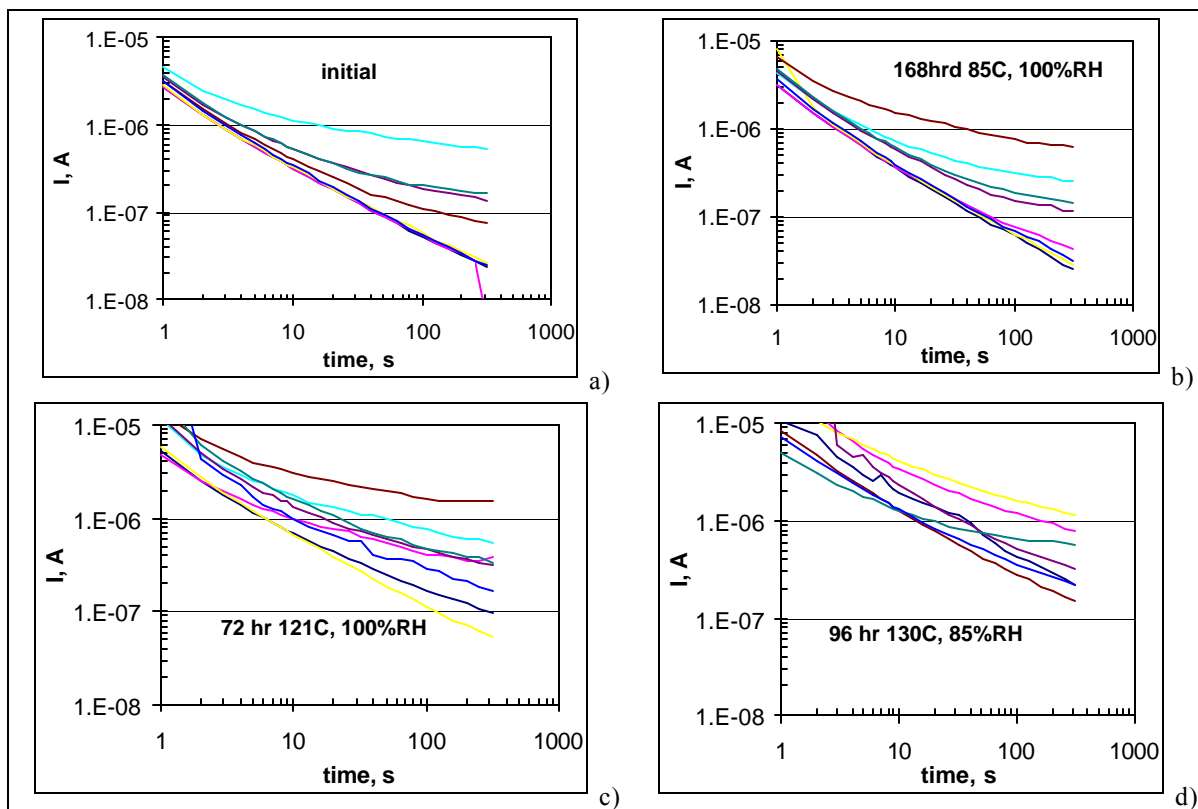 1.E-05
1.E-06
1.E-07
1.E-08
I, A
initial
1 10 100 1000
time, s
a)
1.E-05
1.E-06
1.E-07
1.E-08
I, A
168hrd 85C, 100%RH
1 10 100 1000
time, s
b)
1.E-05
1.E-06
1.E-07
1.E-08
I, A
72 hr 121C, 100%RH
1 10 100 1000
time, s
c)
1.E-05
1.E-06
1.E-07
1.E-08
I, A
96 hr 130C, 85%RH
1 10 100 1000
time, s
d)